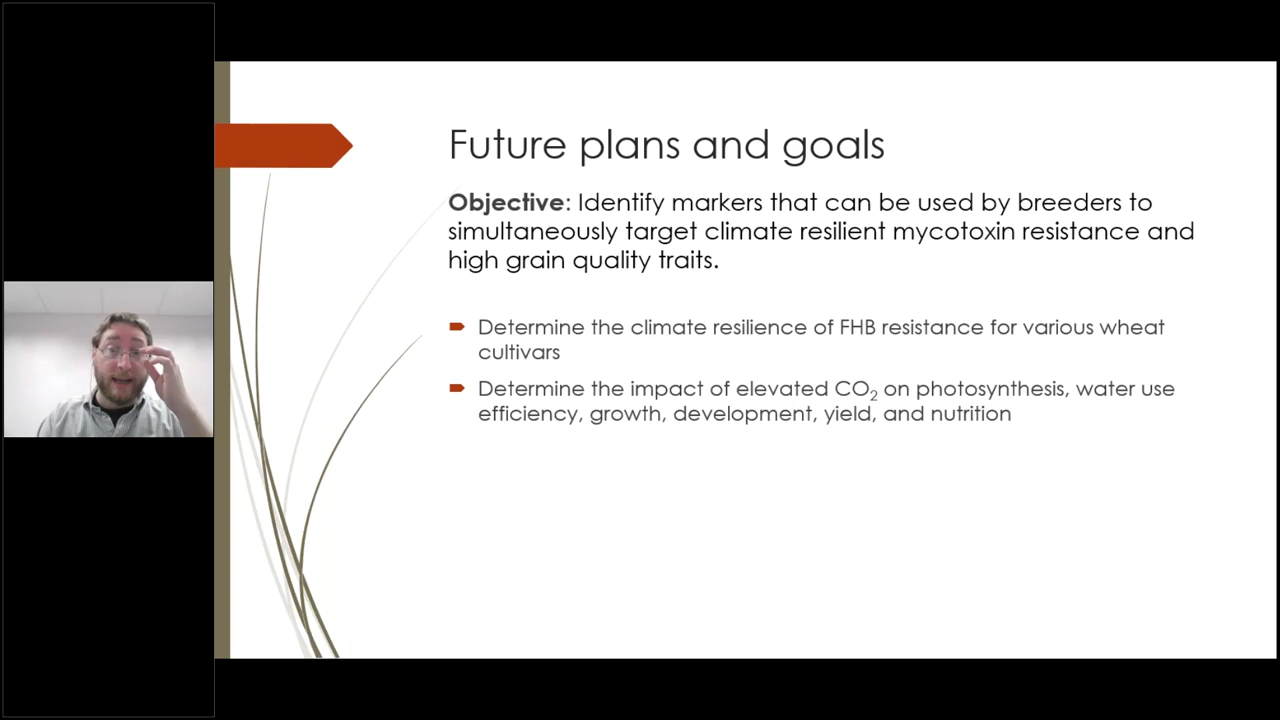 Future plans and goals
Objective: Identify markers that can be used by breeders to
simultaneously target climate resilient mycotoxin resistance and
high grain quality traits.
Determine the climate resilience of FHB resistance for various wheat
cultivars
Determine the impact of elevated CO₂ on photosynthesis, water use
efficiency, growth, development, yield, and nutrition